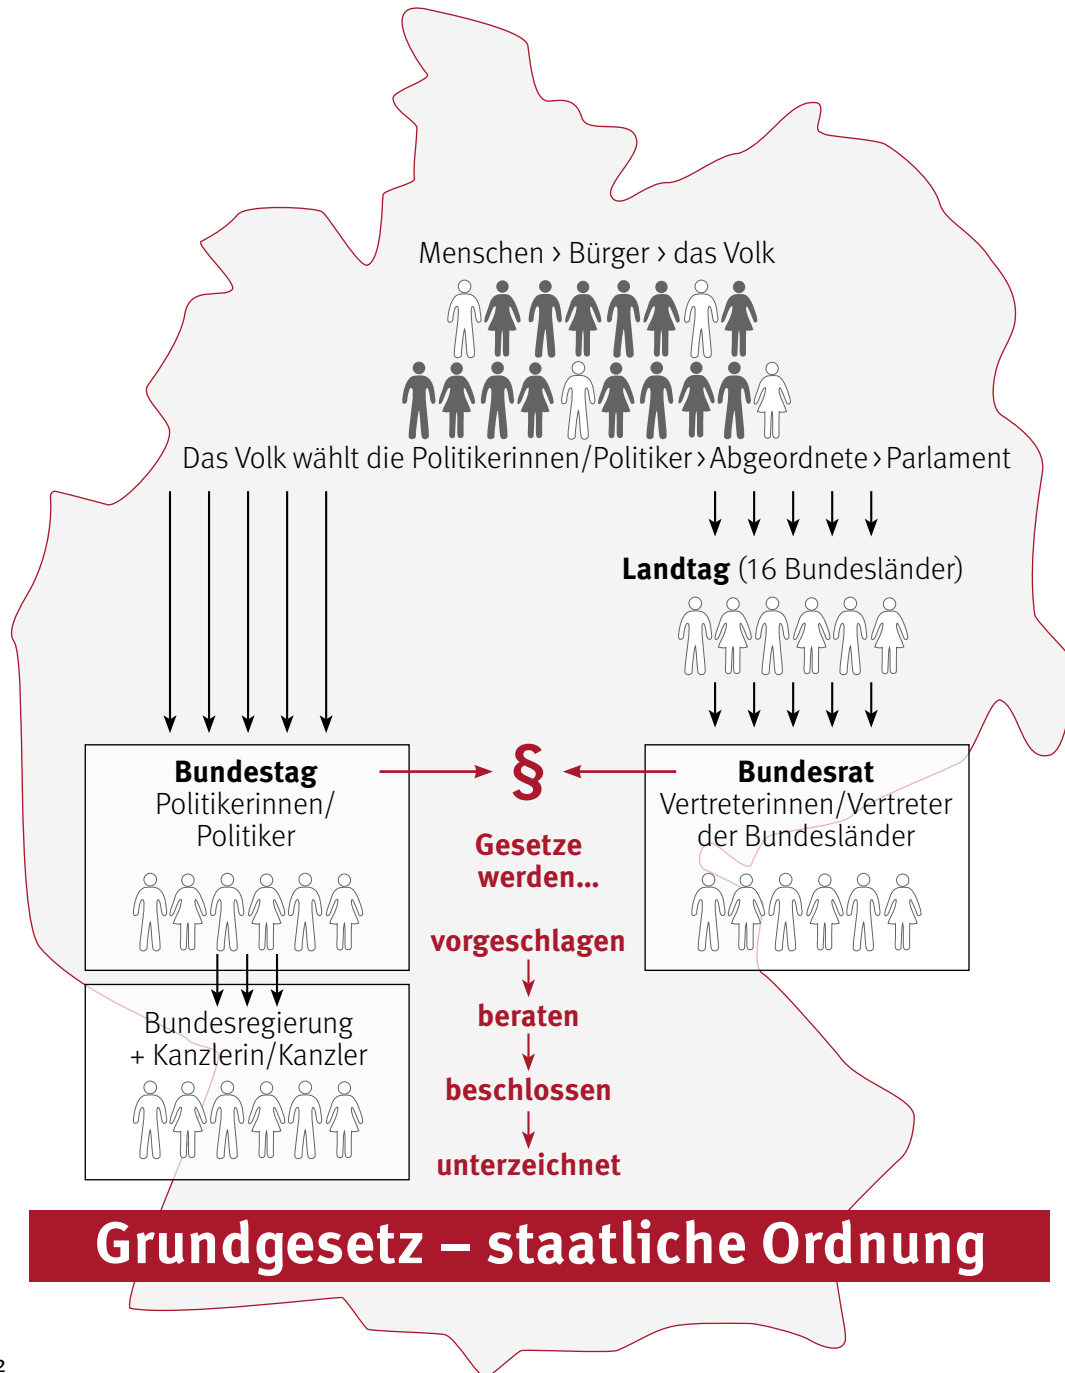 Menschen › Bürger › das Volk
Das Volk wählt die Politikerinnen/Politiker › Abgeordnete › Parlament
Landtag (16 Bundesländer)
Bundestag
Politikerinnen/
Politiker
§
Gesetze
werden...
vorgeschlagen
beraten
beschlossen
unterzeichnet
Bundesrat
Vertreterinnen/Vertreter
der Bundesländer
Bundesregierung
+ Kanzlerin/Kanzler
Grundgesetz – staatliche Ordnung
2